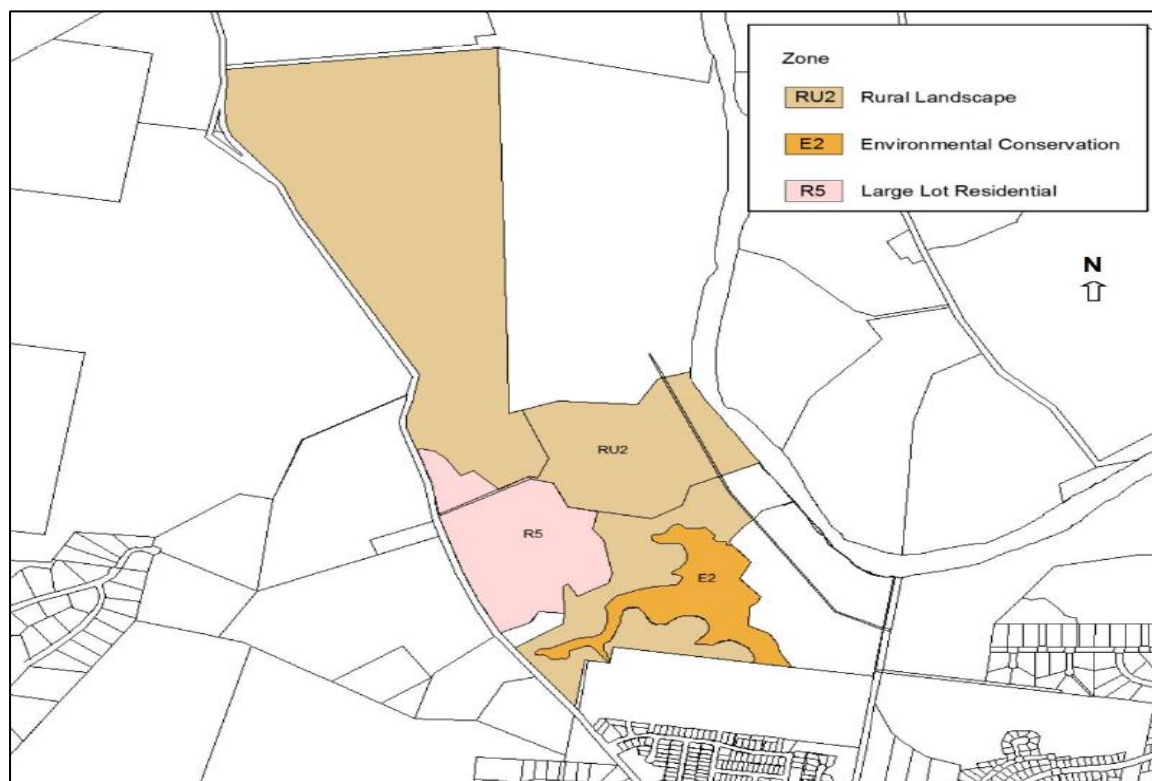 Zone
RU2 Rural Landscape
E2 Environmental Conservation
R5 Large Lot Residential
N
RU2
R5
E2